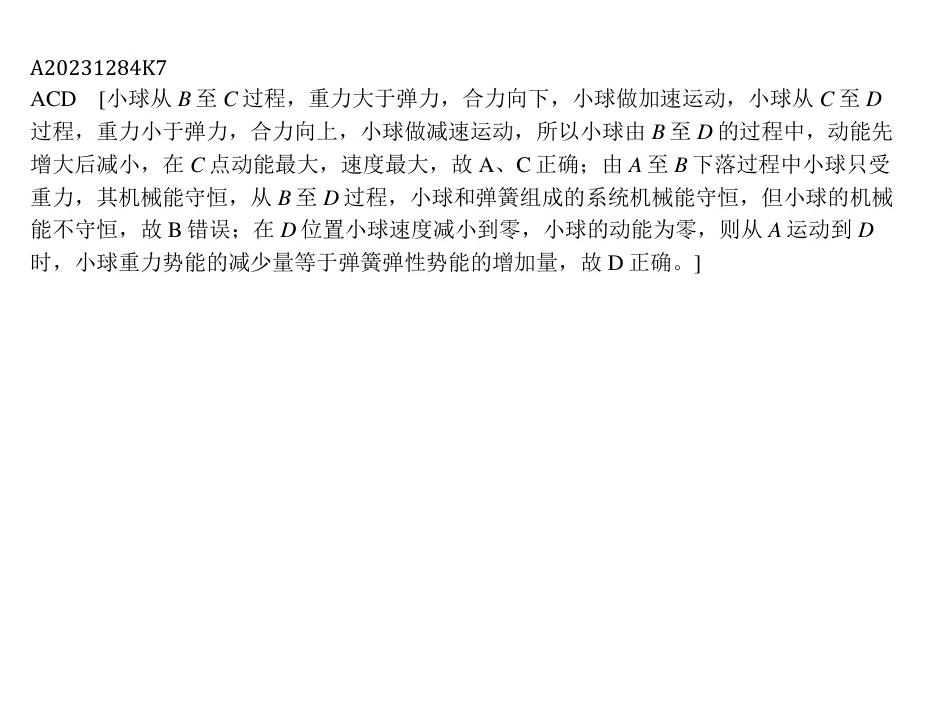 A20231284K7
ACD [小球从 B 至 C 过程，重力大于弹力，合力向下，小球做加速运动，小球从 C 至 D
过程，重力小于弹力，合力向上，小球做减速运动，所以小球由 B 至 D 的过程中，动能先
增大后减小，在 C 点动能最大，速度最大，故 A、C 正确；由 A 至 B 下落过程中小球只受
重力，其机械能守恒，从 B 至 D 过程，小球和弹簧组成的系统机械能守恒，但小球的机械
能不守恒，故 B 错误；在 D 位置小球速度减小到零，小球的动能为零，则从 A 运动到 D
时，小球重力势能的减少量等于弹簧弹性势能的增加量，故 D 正确。]